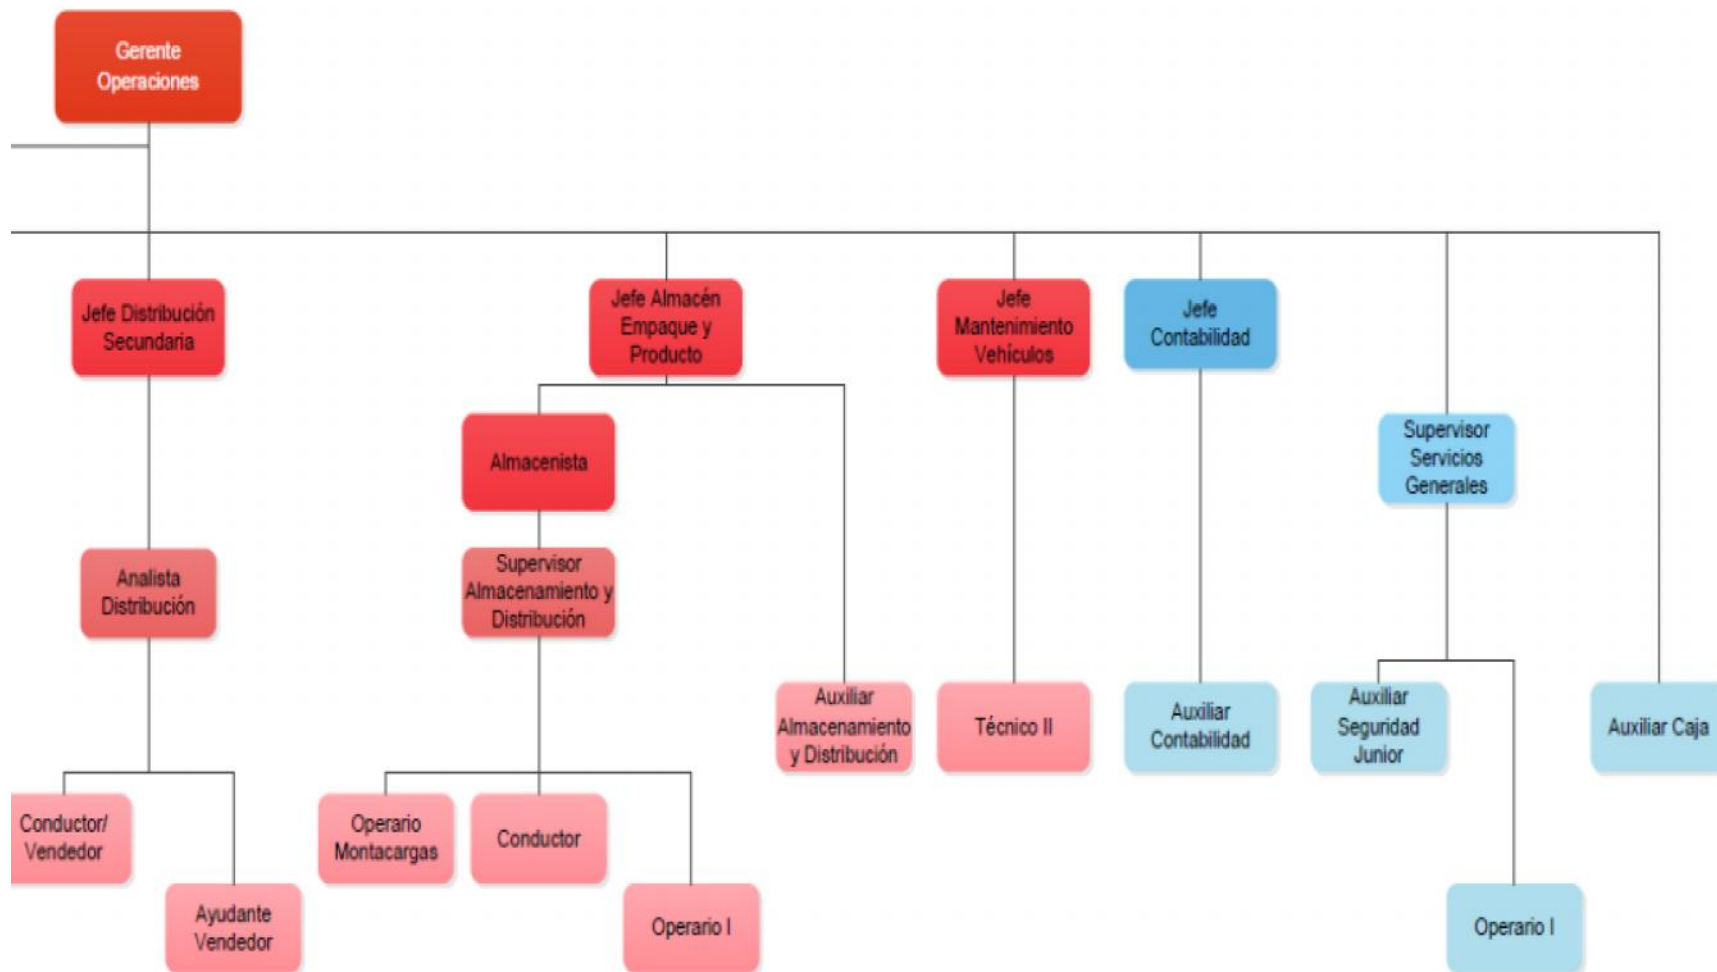 Gerente
Operaciones
Jefe Distribución
Secundaria
Jefe Almacén
Empaque y
Producto
Jefe
Mantenimiento
Vehículos
Jefe
Contabilidad
Almacenista
Supervisor
Servicios
Generales
Analista
Distribución
Supervisor
Almacenamiento y
Distribución
Auxiliar
Almacenamiento
y Distribución
Técnico II
Auxiliar
Contabilidad
Auxiliar
Seguridad
Junior
Auxiliar Caja
Conductor/
Vendedor
Operario
Montacargas
Conductor
Ayudante
Vendedor
Operario I
Operario I